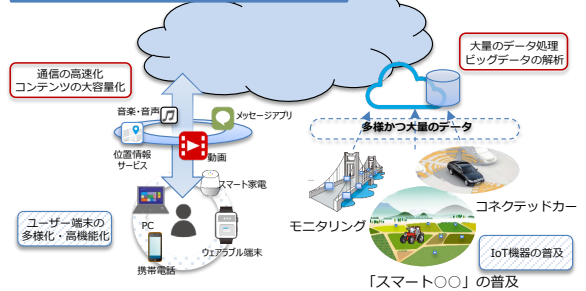 通信の高速化
コンテンツの大容量化
音楽・音声
メッセージアプリ
位置情報
サービス
動画
スマート家電
ユーザー端末の
多様化・高機能化
PC
携帯電話
ウェアラブル端末
大量のデータ処理
ビッグデータの解析
多様かつ大量のデータ
モニタリング
コネクテッドカー
IoT機器の普及
「スマート○○」の普及